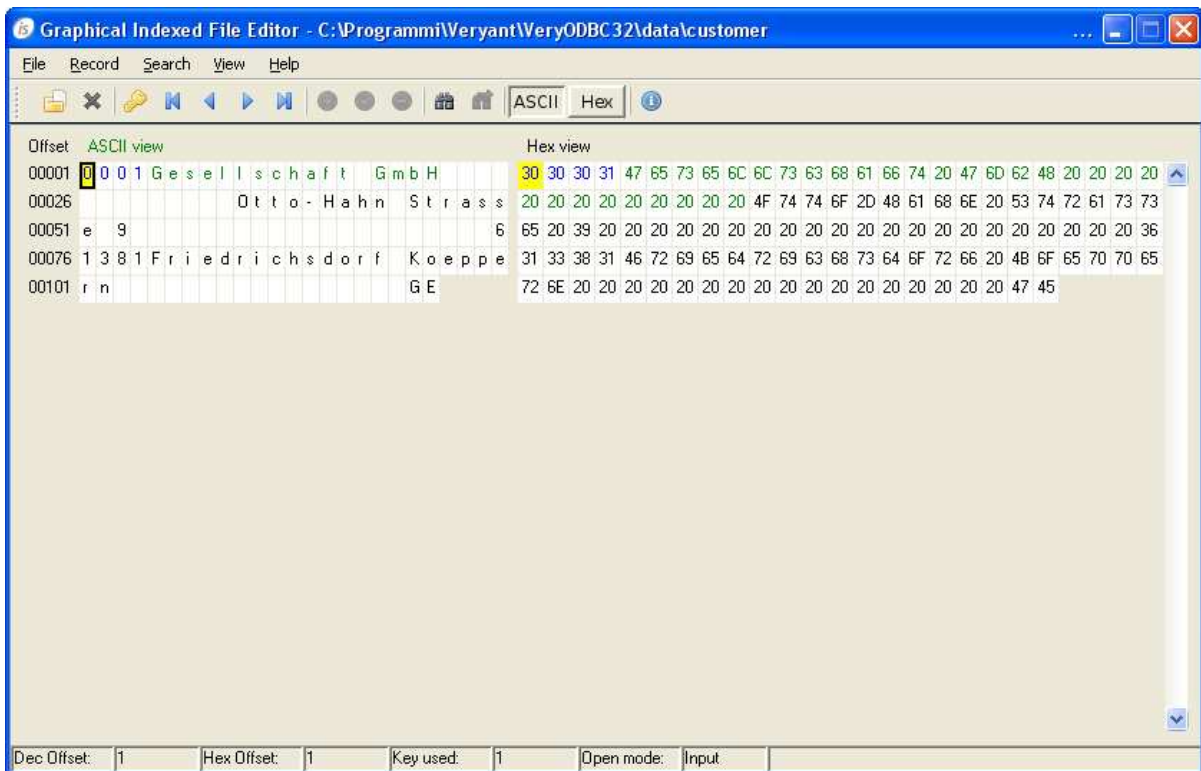 Graphical Indexed File Editor - C:\Programmi\Veryant\VeryODBC32\data\customer ...
File Record Search View Help
ASCII Hex
Offset ASCII view Hex view
00001 0001Gesellschaft GmbH 30 30 30 31 47 65 73 65 6C 6C 73 63 68 61 66 74 20 47 6D 62 48 20 20 20 20
00026 Otto-Hahn Strass 20 20 20 20 20 20 20 20 20 4F 74 74 6F 2D 48 61 68 6E 20 53 74 72 61 73 73
00051 e 9 6 65 20 39 20 20 20 20 20 20 20 20 20 20 20 20 20 20 20 20 20 20 20 20 20 36
00076 1381Friedrichsdorf Koeppe 31 33 38 31 46 72 69 65 64 72 69 63 68 73 64 6F 72 66 20 4B 6F 65 70 70 65
00101 rn GE 72 6E 20 20 20 20 20 20 20 20 20 20 20 20 20 20 20 20 20 47 45
Dec Offset: 1 Hex Offset: 1 Key used: 1 Open mode: Input